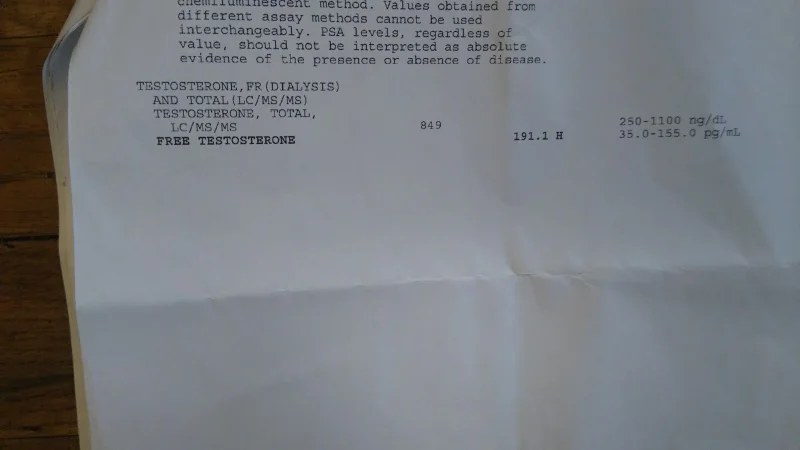 chemiluminescent method. Values obtained from
different assay methods cannot be used
interchangeably. PSA levels, regardless of
value, should not be interpreted as absolute
evidence of the presence or absence of disease.
TESTOSTERONE,FR(DIALYSIS)
AND TOTAL(LC/MS/MS)
TESTOSTERONE, TOTAL,
LC/MS/MS 849 250-1100 ng/dL
FREE TESTOSTERONE 191.1 H 35.0-155.0 pg/mL